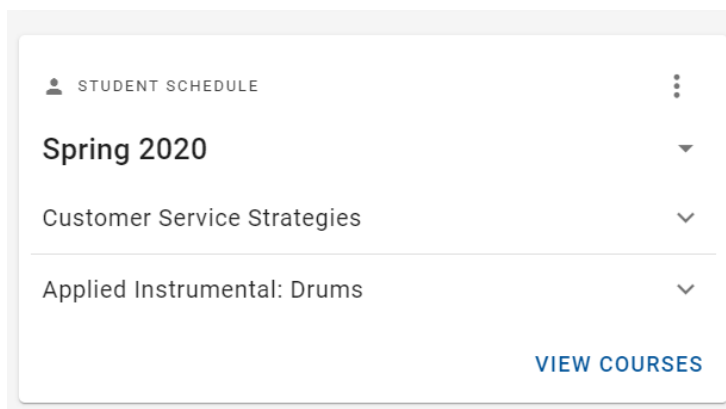 STUDENT SCHEDULE
Spring 2020
Customer Service Strategies
Applied Instrumental: Drums
VIEW COURSES